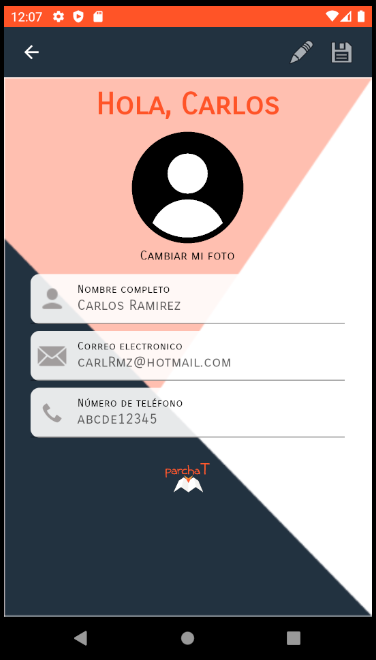 12:07
Hola, Carlos
Cambiar mi foto
Nombre completo
Carlos Ramirez
Correo electronico
carlRmz@hotmail.com
Número de teléfono
abcde12345
parchaT